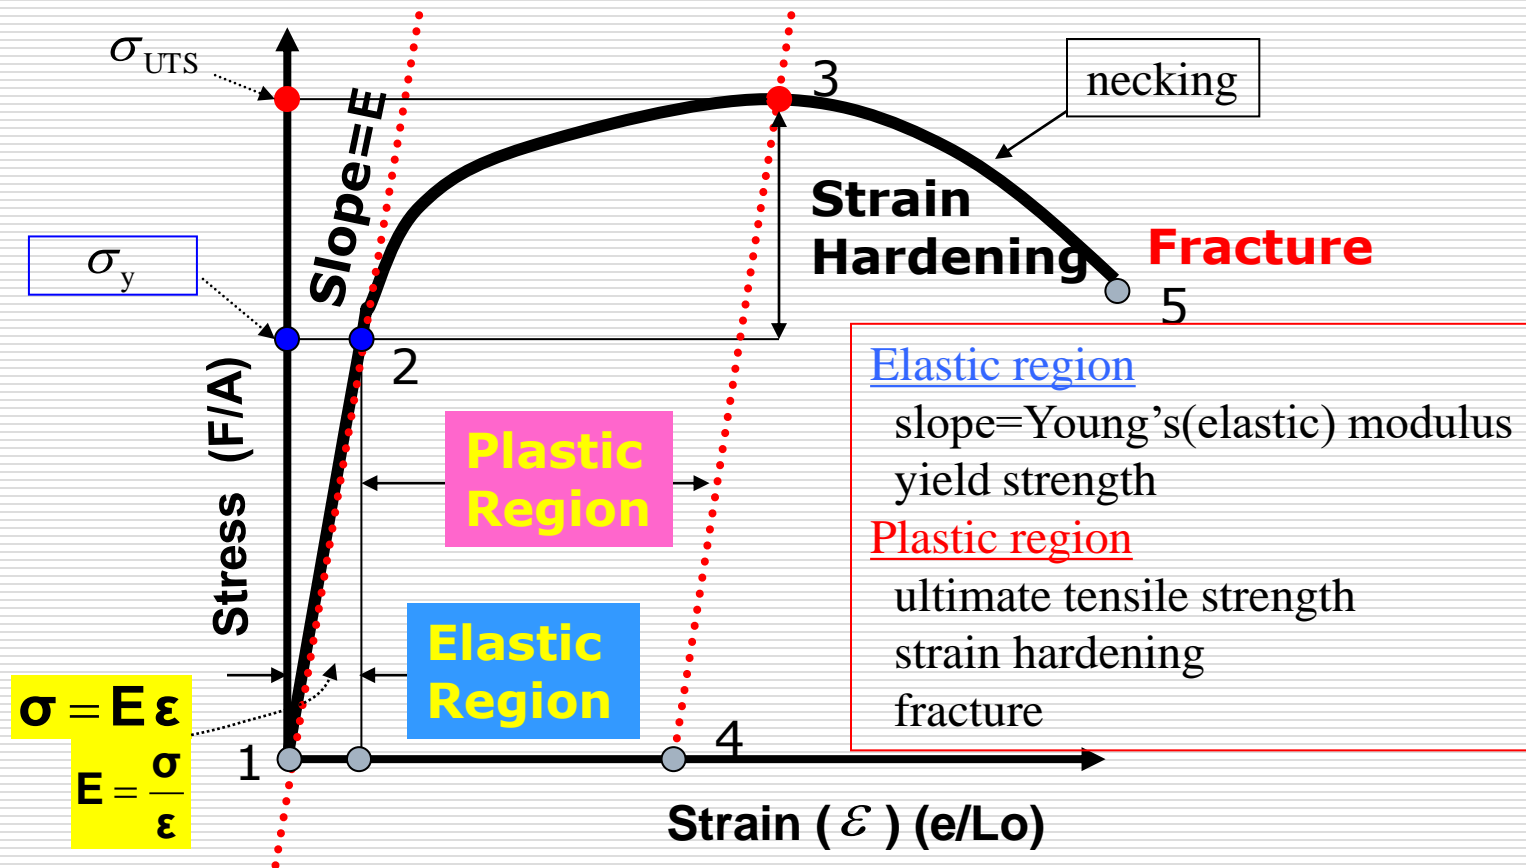 σUTS
3
necking
Slope=E
Strain
Hardening
Fracture
5
σy
2
Stress (F/A)
Plastic
Region
Elastic
Region
Elastic region
slope=Young’s(elastic) modulus
yield strength
Plastic region
ultimate tensile strength
strain hardening
fracture
σ = E ε
E = σ/ε
1
4
Strain ( ε ) (e/Lo)